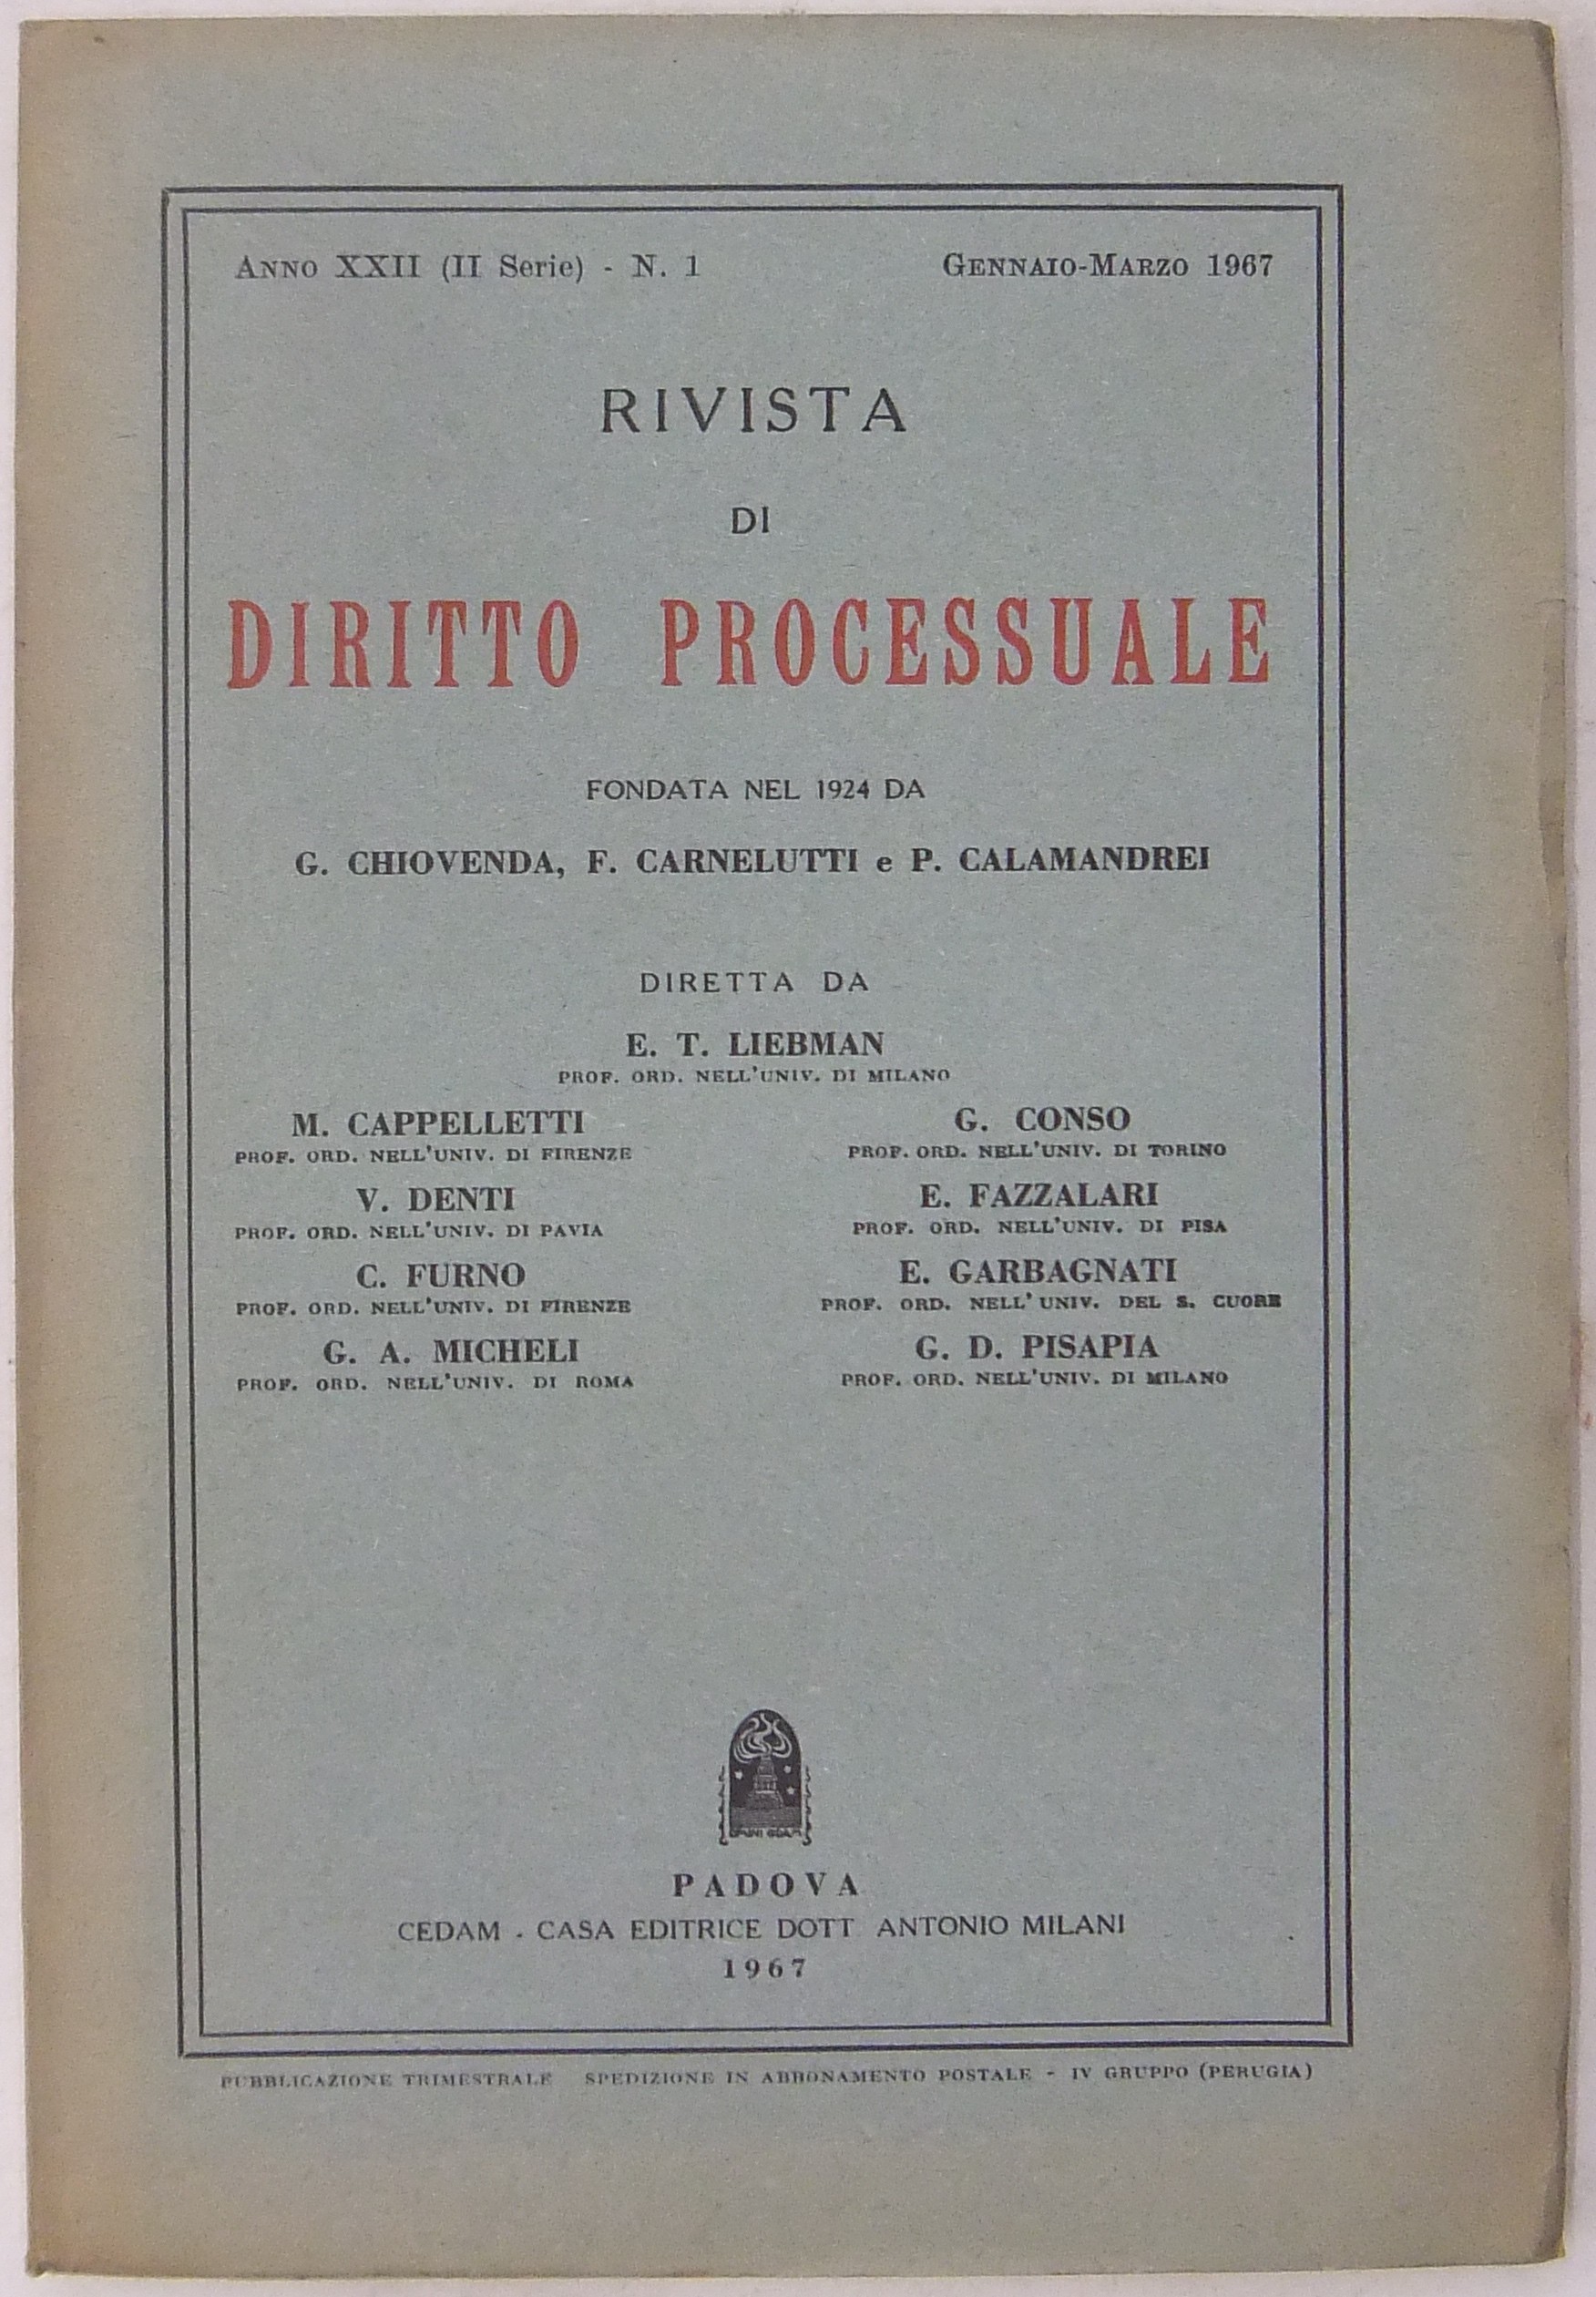 ANNO XXII (II Serie) - N. 1 GENNAIO-MARZO 1967
RIVISTA
DI
DIRITTO PROCESSUALE
FONDATA NEL 1924 DA
G. CHIOVENDA, F. CARNELUTTI e P. CALAMANDREI
DIRETTA DA
E. T. LIEBMAN
PROF. ORD. NELL'UNIV. DI MILANO
M. CAPPELLETTI G. CONSO
PROF. ORD. NELL'UNIV. DI FIRENZE PROF. ORD. NELL'UNIV. DI TORINO
V. DENTI E. FAZZALARI
PROF. ORD. NELL'UNIV. DI PAVIA PROF. ORD. NELL'UNIV. DI PISA
C. FURNO E. GARBAGNATI
PROF. ORD. NELL'UNIV. DI FIRENZE PROF. ORD. NELL'UNIV. DEL S. CUORE
G. A. MICHELI G. D. PISAPIA
PROF. ORD. NELL'UNIV. DI ROMA PROF. ORD. NELL'UNIV. DI MILANO
PADOVA
CEDAM . CASA EDITRICE DOTT ANTONIO MILANI
1967
PUBBLICAZIONE TRIMESTRALE SPEDIZIONE IN ABBONAMENTO POSTALE - IV GRUPPO (PERUGIA)